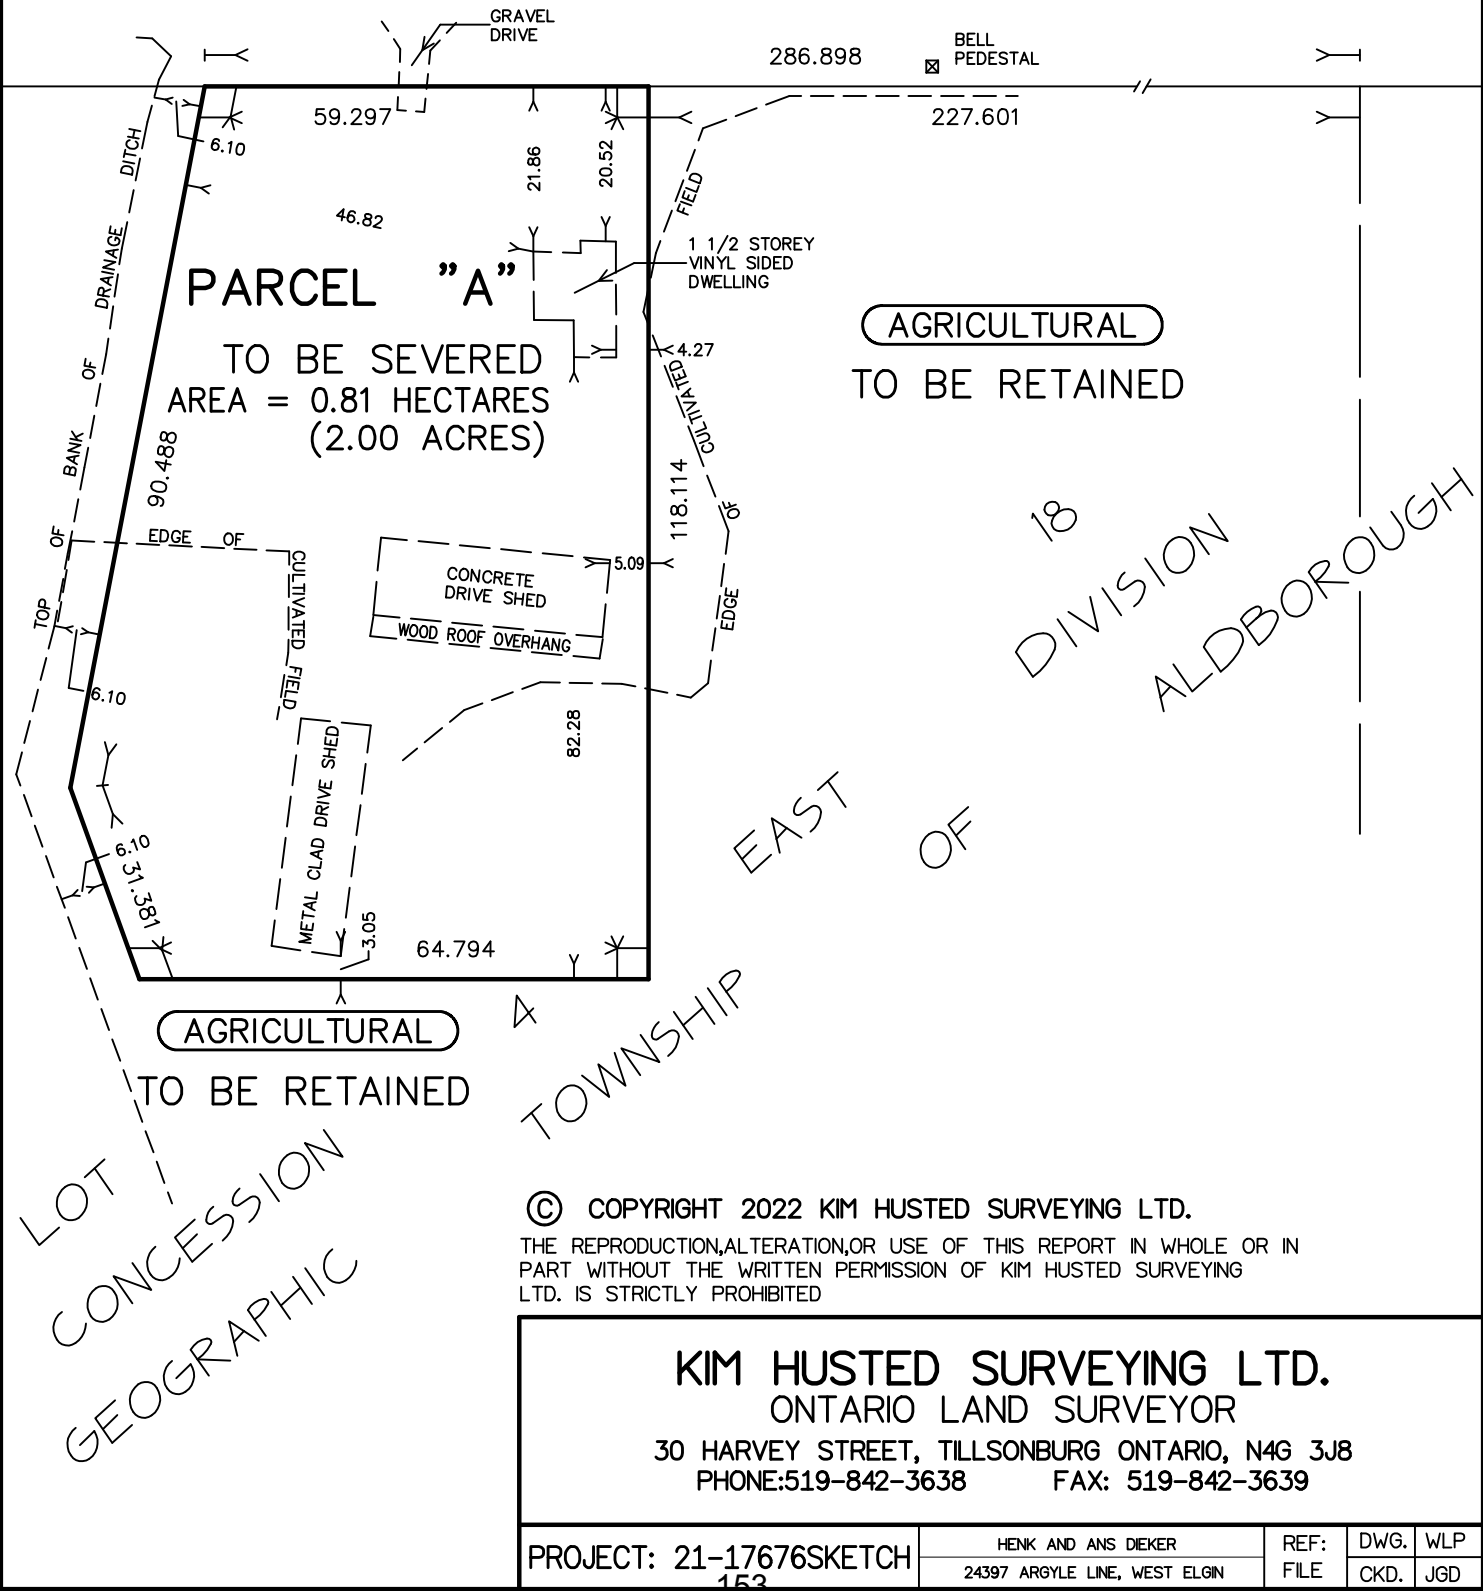 GRAVEL
DRIVE
286.898
BELL
PEDESTAL
59.297
227.601
6.10
DITCH
21.86
20.52
FIELD
46.82
1 1/2 STOREY
VINYL SIDED
DWELLING
DRAINAGE
PARCEL "A"
AGRICULTURAL
TO BE SEVERED
4.27
OF
TO BE RETAINED
AREA = 0.81 HECTARES
CULTIVATED
(2.00 ACRES)
BANK
90.488
118.114
OF
18
OF
EDGE OF
DIVISION
ALDBOROUGH
CULTIVATED FIELD
CONCRETE
DRIVE SHED
5.09
TOP
WOOD ROOF OVERHANG
EDGE
6.10
82.28
METAL CLAD DRIVE SHED
EAST
OF
6.10
31.381
3.05
64.794
AGRICULTURAL
4
TOWNSHIP
TO BE RETAINED
LOT
CONCESSION
GEOGRAPHIC
© COPYRIGHT 2022 KIM HUSTED SURVEYING LTD.
THE REPRODUCTION,ALTERATION,OR USE OF THIS REPORT IN WHOLE OR IN
PART WITHOUT THE WRITTEN PERMISSION OF KIM HUSTED SURVEYING
LTD. IS STRICTLY PROHIBITED
KIM HUSTED SURVEYING LTD.
ONTARIO LAND SURVEYOR
30 HARVEY STREET, TILLSONBURG ONTARIO, N4G 3J8
PHONE:519-842-3638 FAX: 519-842-3639
PROJECT: 21-17676SKETCH
HENK AND ANS DIEKER
24397 ARGYLE LINE, WEST ELGIN
REF:
FILE
DWG. WLP
CKD. JGD
153